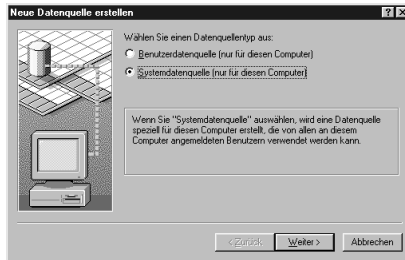 Neue Datenquelle erstellen
Wählen Sie einen Datenquellentyp aus:
Benutzerdatenquelle (nur für diesen Computer)
Systemdatenquelle (nur für diesen Computer)
Wenn Sie "Systemdatenquelle" auswählen, wird eine Datenquelle
speziell für diesen Computer erstellt, die von allen an diesem
Computer angemeldeten Benutzern verwendet werden kann.
< Zurück Weiter > Abbrechen